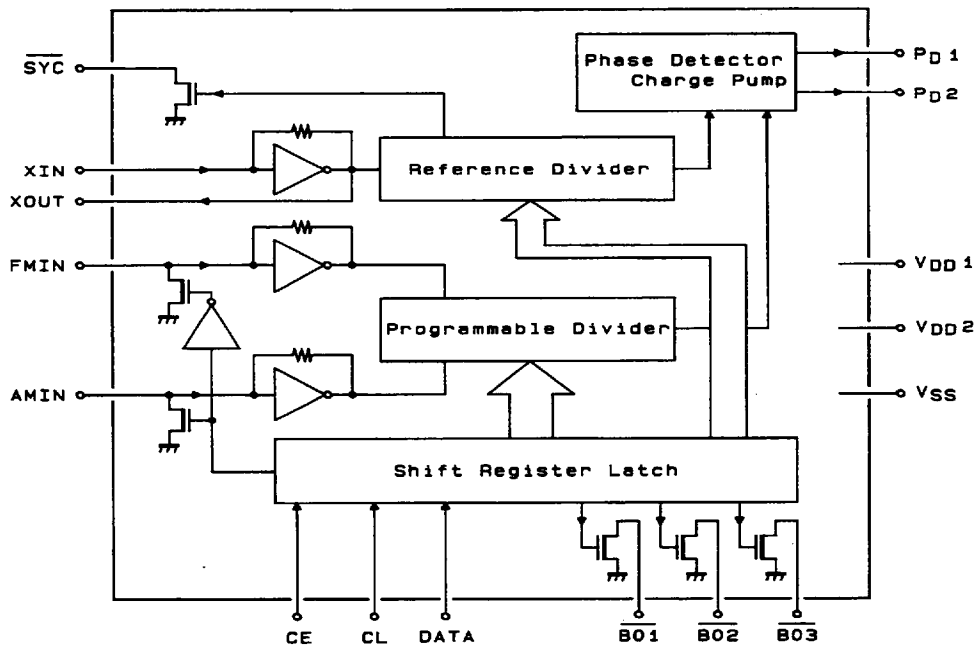 SYC
Phase Detector
Charge Pump
PD1
PD2
XIN
Reference Divider
XOUT
FMIN
VDD1
Programmable Divider
VDD2
AMIN
VSS
Shift Register Latch
CE
CL
DATA
BO1
BO2
BO3